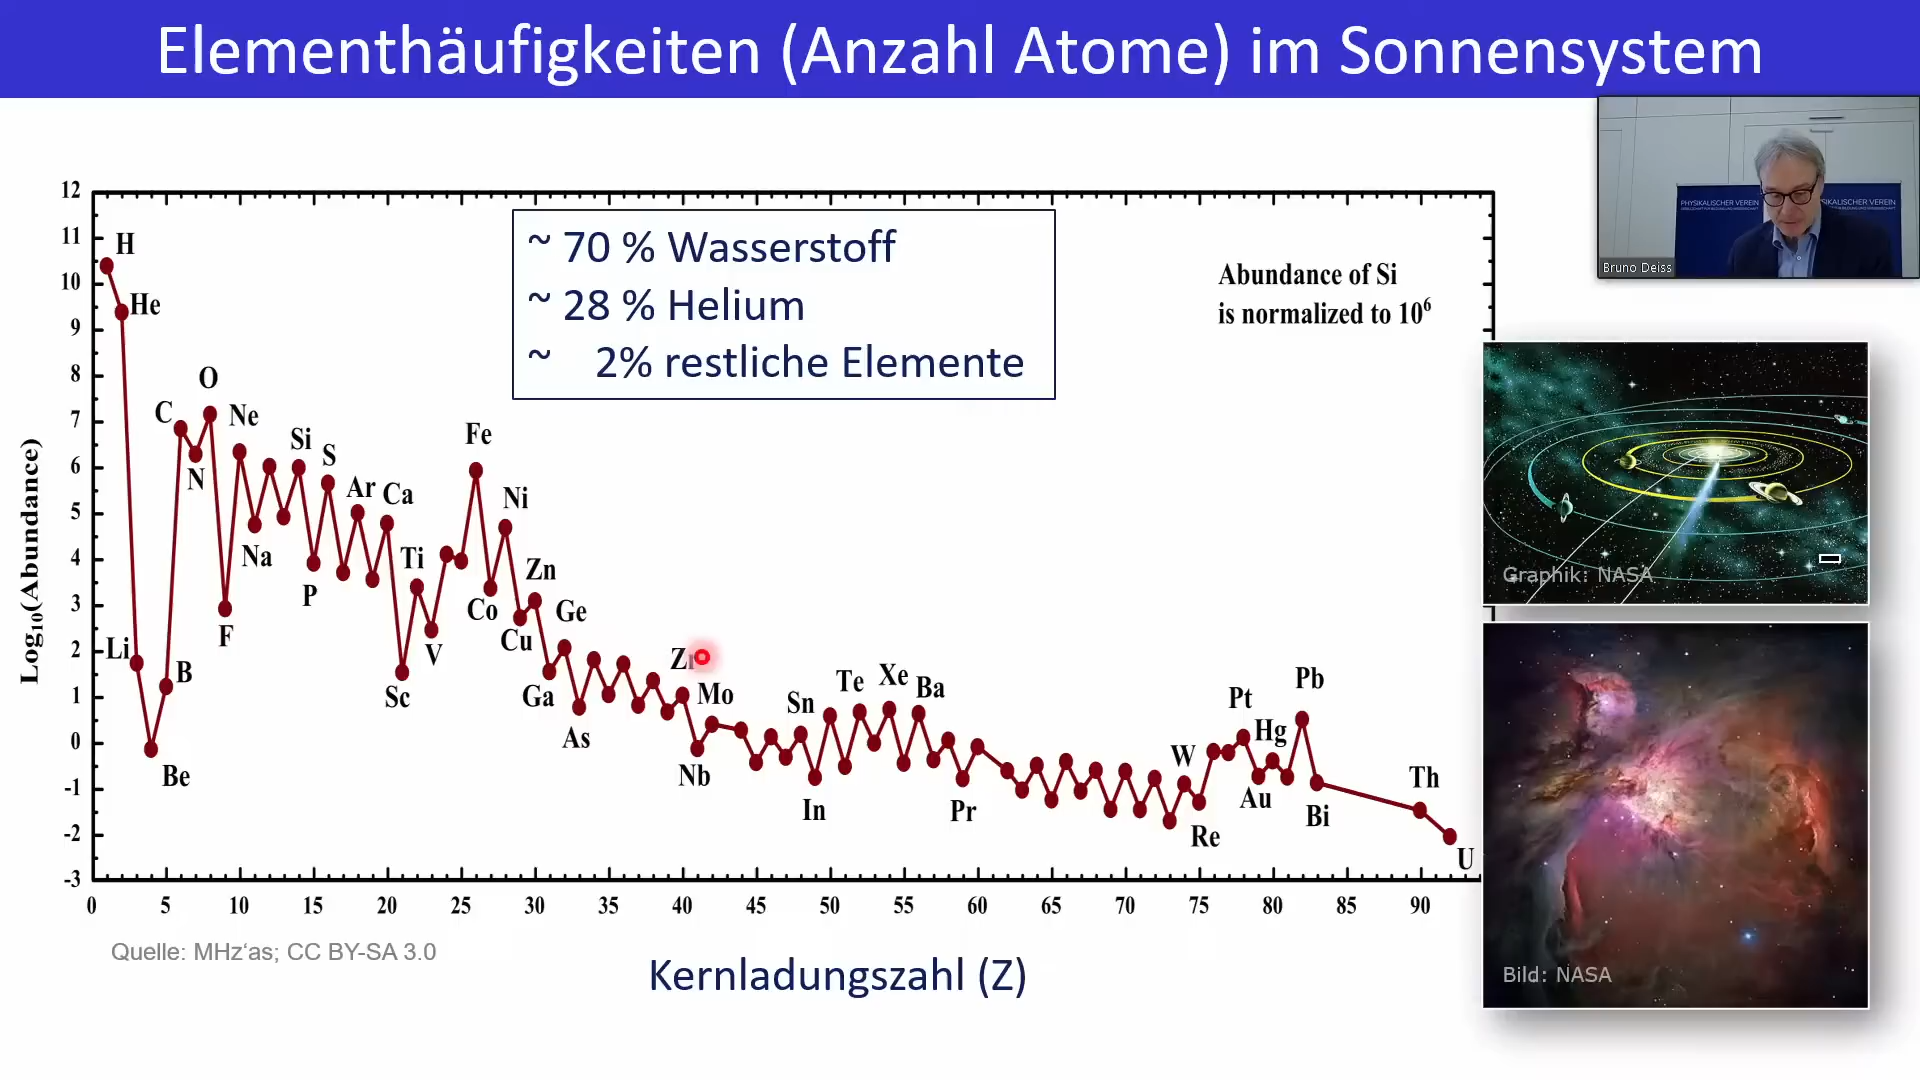 Elementhäufigkeiten (Anzahl Atome) im Sonnensystem
PHYSIKALISCHER VEREIN
SIKALISCHER VEREIN
Bruno Deiss
~ 70 % Wasserstoff
~ 28 % Helium
~ 2% restliche Elemente
Abundance of Si
is normalized to 10⁶
Log₁₀(Abundance)
12
11
10
9
8
7
6
5
4
3
2
1
0
-1
-2
-3
H
He
Li
Be
B
C
N
O
F
Ne
Na
Si
P
S
Ar
Ca
Sc
Ti
V
Fe
Co
Ni
Cu
Zn
Ga
Ge
As
Zr
Nb
Mo
In
Sn
Te
Xe
Ba
Pr
W
Re
Pt
Au
Hg
Pb
Bi
Th
U
0 5 10 15 20 25 30 35 40 45 50 55 60 65 70 75 80 85 90
Kernladungszahl (Z)
Quelle: MHz‘as; CC BY-SA 3.0
Graphik: NASA
Bild: NASA